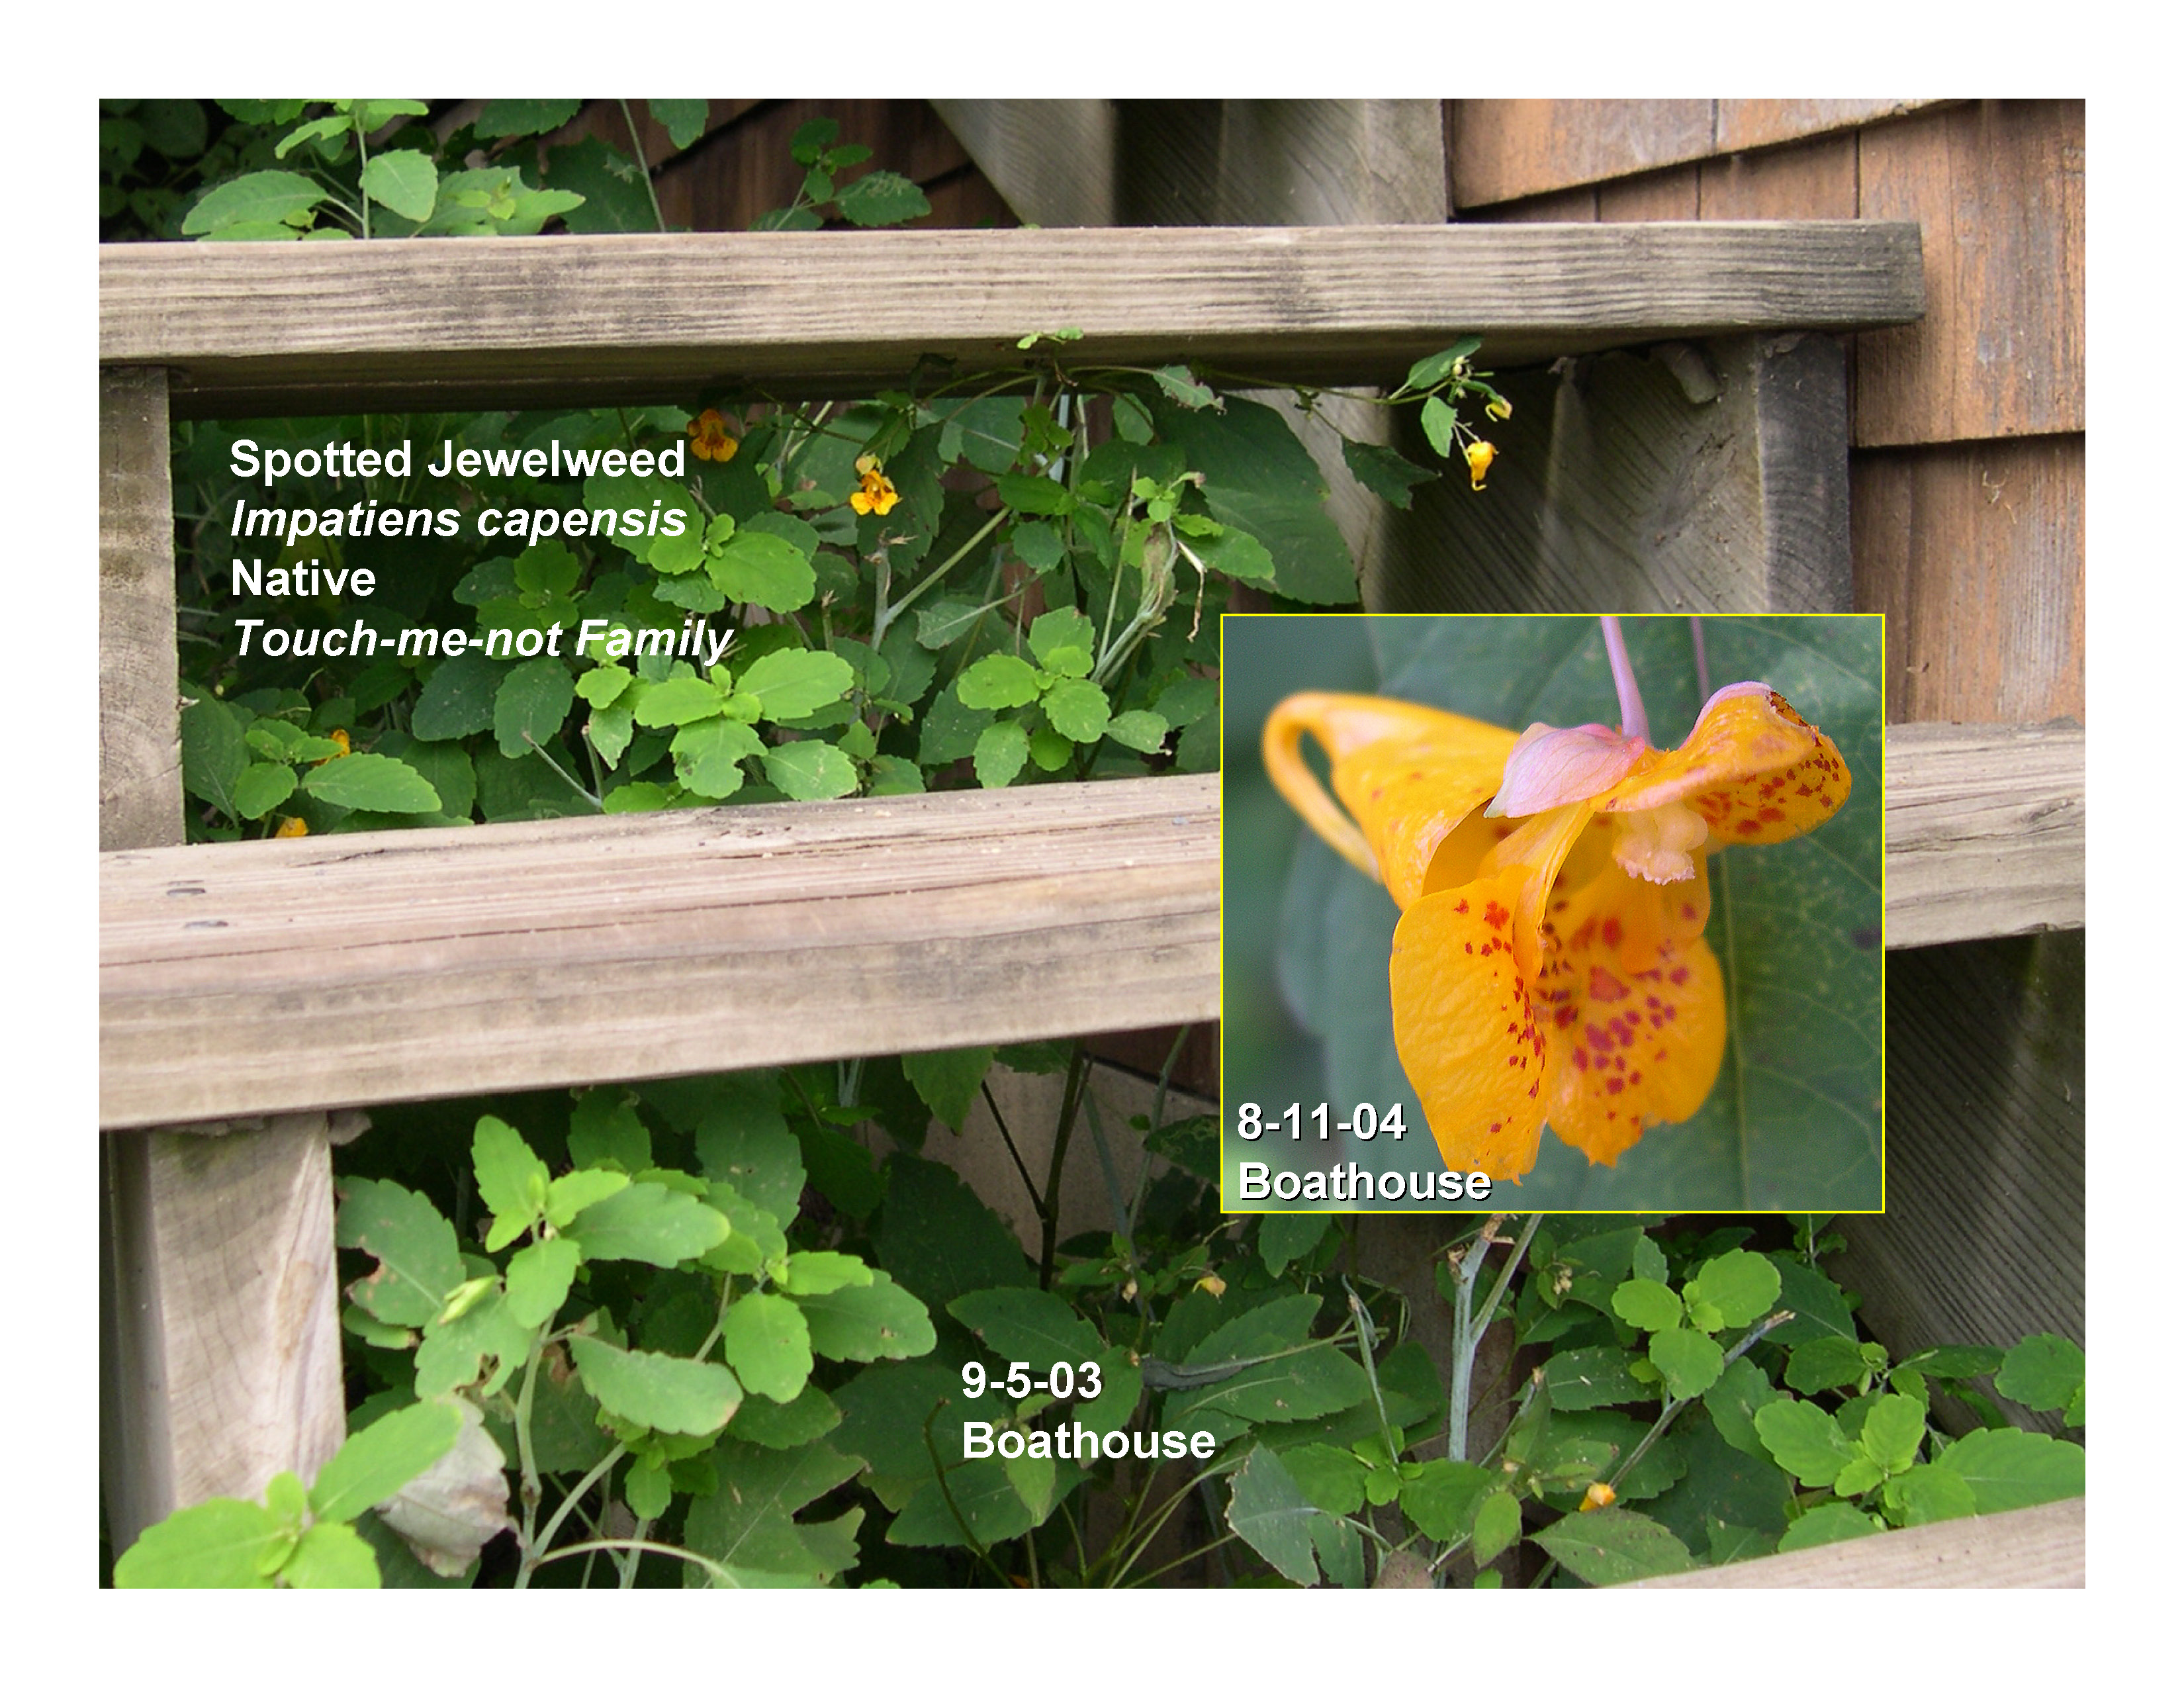 Spotted Jewelweed
Impatiens capensis
Native
Touch-me-not Family
8-11-04
Boathouse
9-5-03
Boathouse